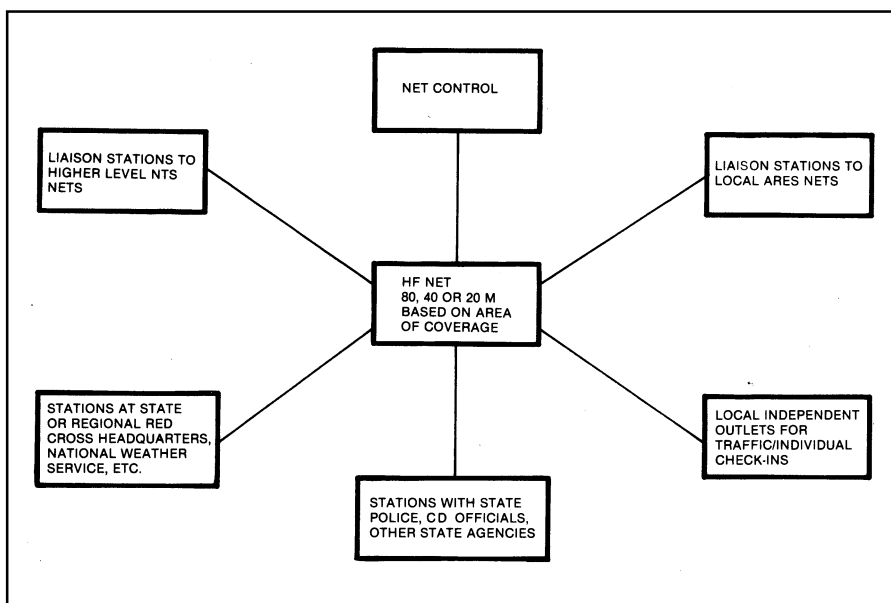 NET CONTROL
LIAISON STATIONS TO
HIGHER LEVEL NTS
NETS
LIAISON STATIONS TO
LOCAL ARES NETS
HF NET
80, 40 OR 20 M
BASED ON AREA
OF COVERAGE
STATIONS AT STATE
OR REGIONAL RED
CROSS HEADQUARTERS,
NATIONAL WEATHER
SERVICE, ETC.
LOCAL INDEPENDENT
OUTLETS FOR
TRAFFIC/INDIVIDUAL
CHECK-INS
STATIONS WITH STATE
POLICE, CD OFFICIALS,
OTHER STATE AGENCIES